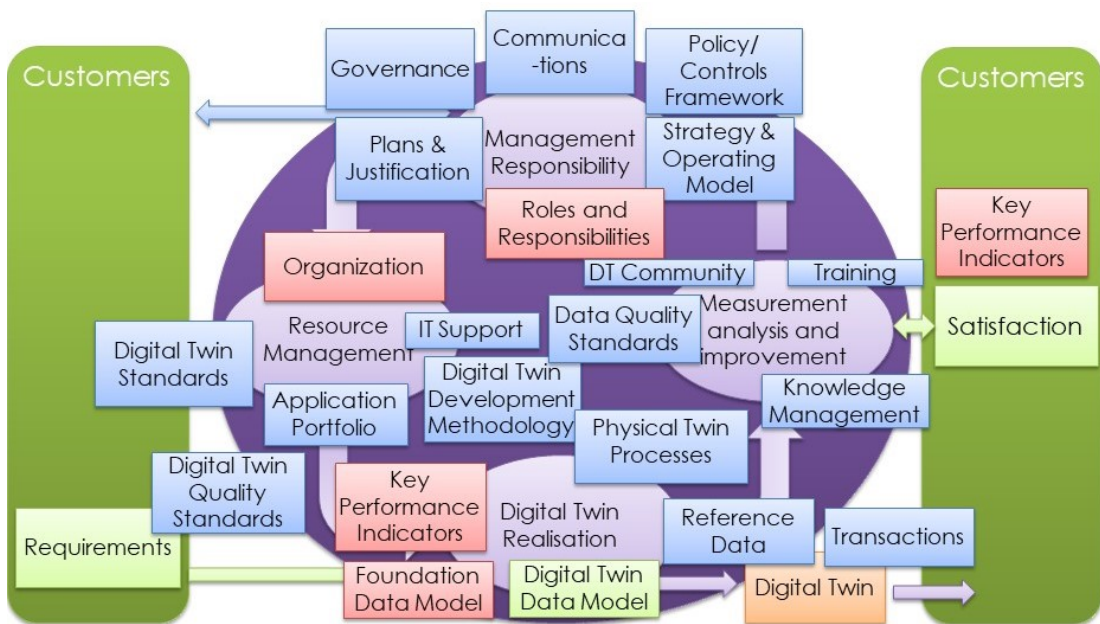 Customers
Governance
Communica
-tions
Policy/
Controls
Framework
Customers
Plans &
Justification
Management
Responsibility
Strategy &
Operating
Model
Roles and
Responsibilities
Key
Performance
Indicators
Organization
DT Community
Training
Resource
Management
IT Support
Data Quality
Standards
Measurement
analysis and
improvement
Satisfaction
Digital Twin
Standards
Application
Portfolio
Digital Twin
Development
Methodology
Knowledge
Management
Physical Twin
Processes
Digital Twin
Quality
Standards
Key
Performance
Indicators
Digital Twin
Realisation
Reference
Data
Transactions
Requirements
Foundation
Data Model
Digital Twin
Data Model
Digital Twin